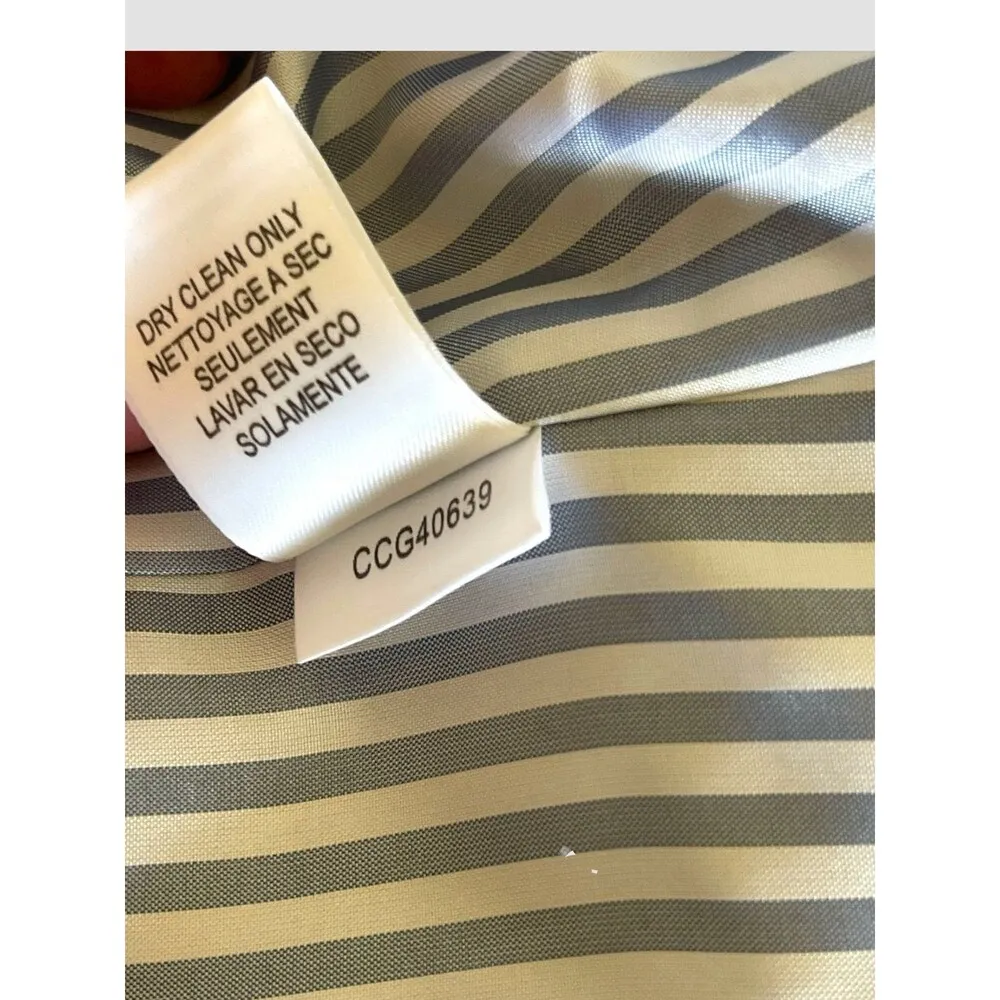 DRY CLEAN ONLY
NETTOYAGE A SEC
SEULEMENT
LAVAR EN SECO
SOLAMENTE
CCG40639